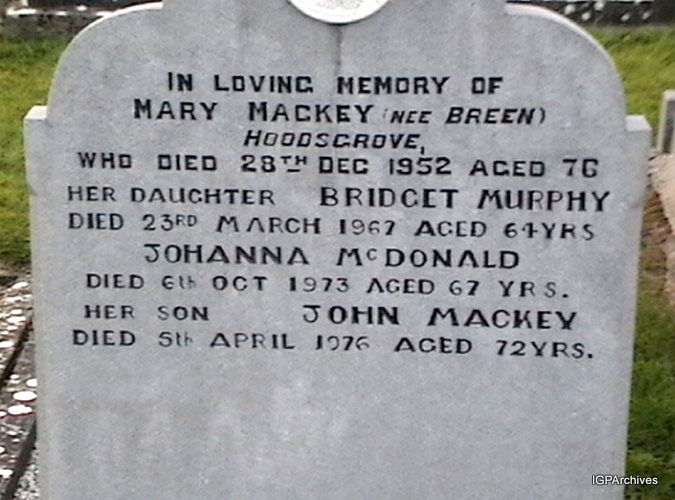 IN LOVING MEMORY OF
MARY MACKEY (NEE BREEN)
HOODSGROVE,
WHO DIED 28TH DEC 1952 AGED 76
HER DAUGHTER BRIDGET MURPHY
DIED 23RD MARCH 1967 AGED 64YRS
JOHANNA McDONALD
DIED 6th OCT 1973 AGED 67 YRS.
HER SON JOHN MACKEY
DIED 5th APRIL 1976 AGED 72YRS.
IGPArchives